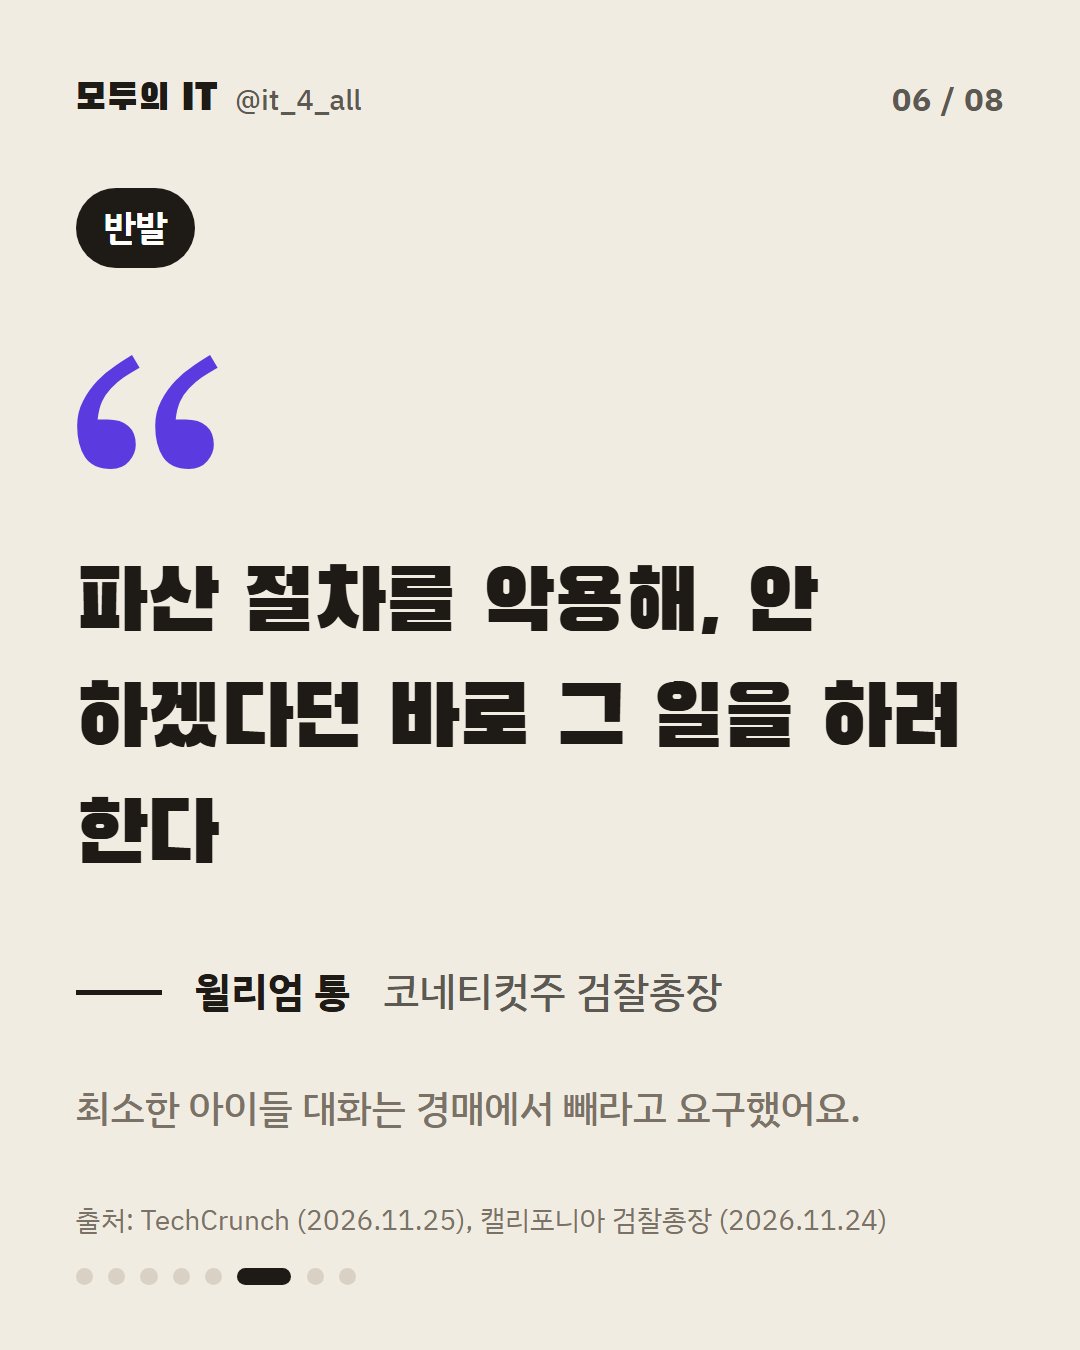 모두의 IT @it_4_all
06 / 08
반발
“
파산 절차를 악용해, 안
하겠다던 바로 그 일을 하려
한다
윌리엄 통 코네티컷주 검찰총장
최소한 아이들 대화는 경매에서 빼라고 요구했어요.
출처: TechCrunch (2026.11.25), 캘리포니아 검찰총장 (2026.11.24)